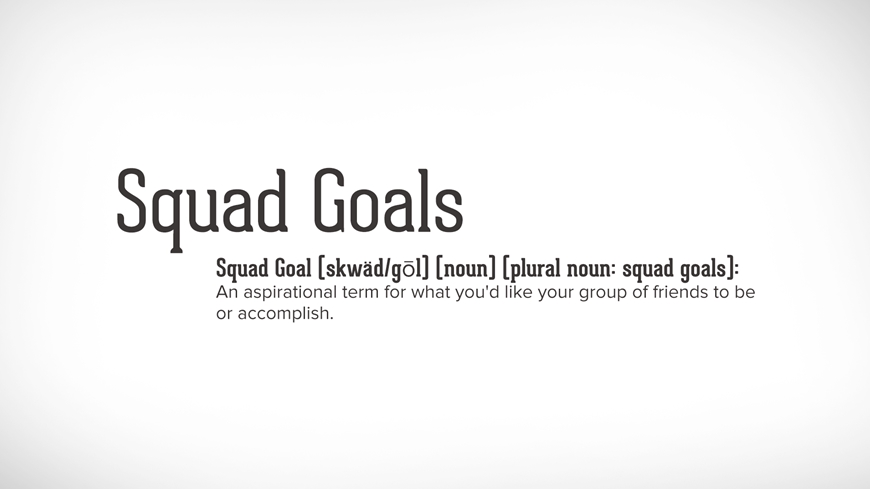 Squad Goals
Squad Goal [skwäd/gōl] [noun] [plural noun: squad goals]:
An aspirational term for what you'd like your group of friends to be
or accomplish.